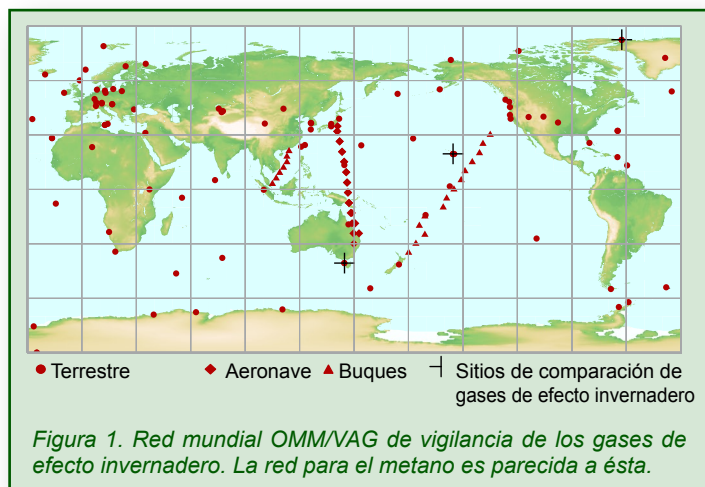 Terrestre
Aeronave
Buques
Sitios de comparación de
gases de efecto invernadero
Figura 1. Red mundial OMM/VAG de vigilancia de los gases de
efecto invernadero. La red para el metano es parecida a ésta.